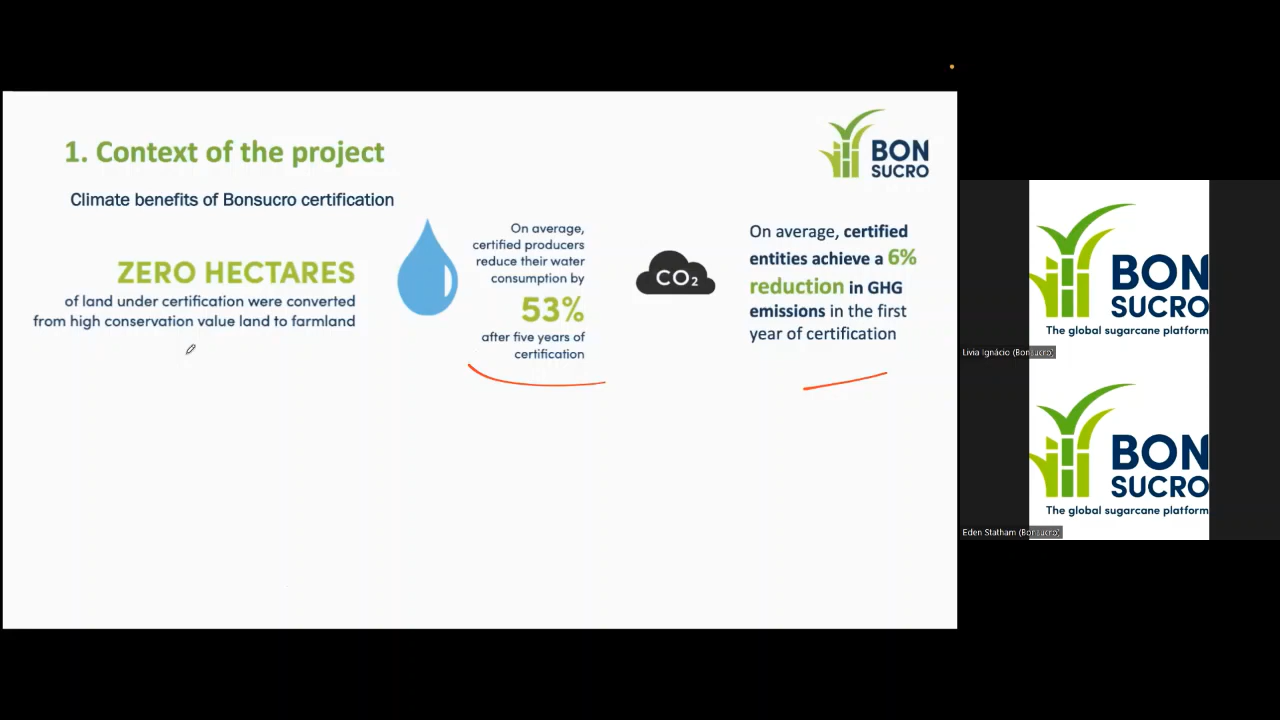 1. Context of the project
BON
SUCRO
Climate benefits of Bonsucro certification
ZERO HECTARES
of land under certification were converted
from high conservation value land to farmland
On average,
certified producers
reduce their water
consumption by
53%
after five years of
certification
CO2
On average, certified
entities achieve a 6%
reduction in GHG
emissions in the first
year of certification
BON
SUCRO
The global sugarcane platform
Livia Ignácio (Bonsucro)
BON
SUCRO
The global sugarcane platform
Eden Statham (Bonsucro)